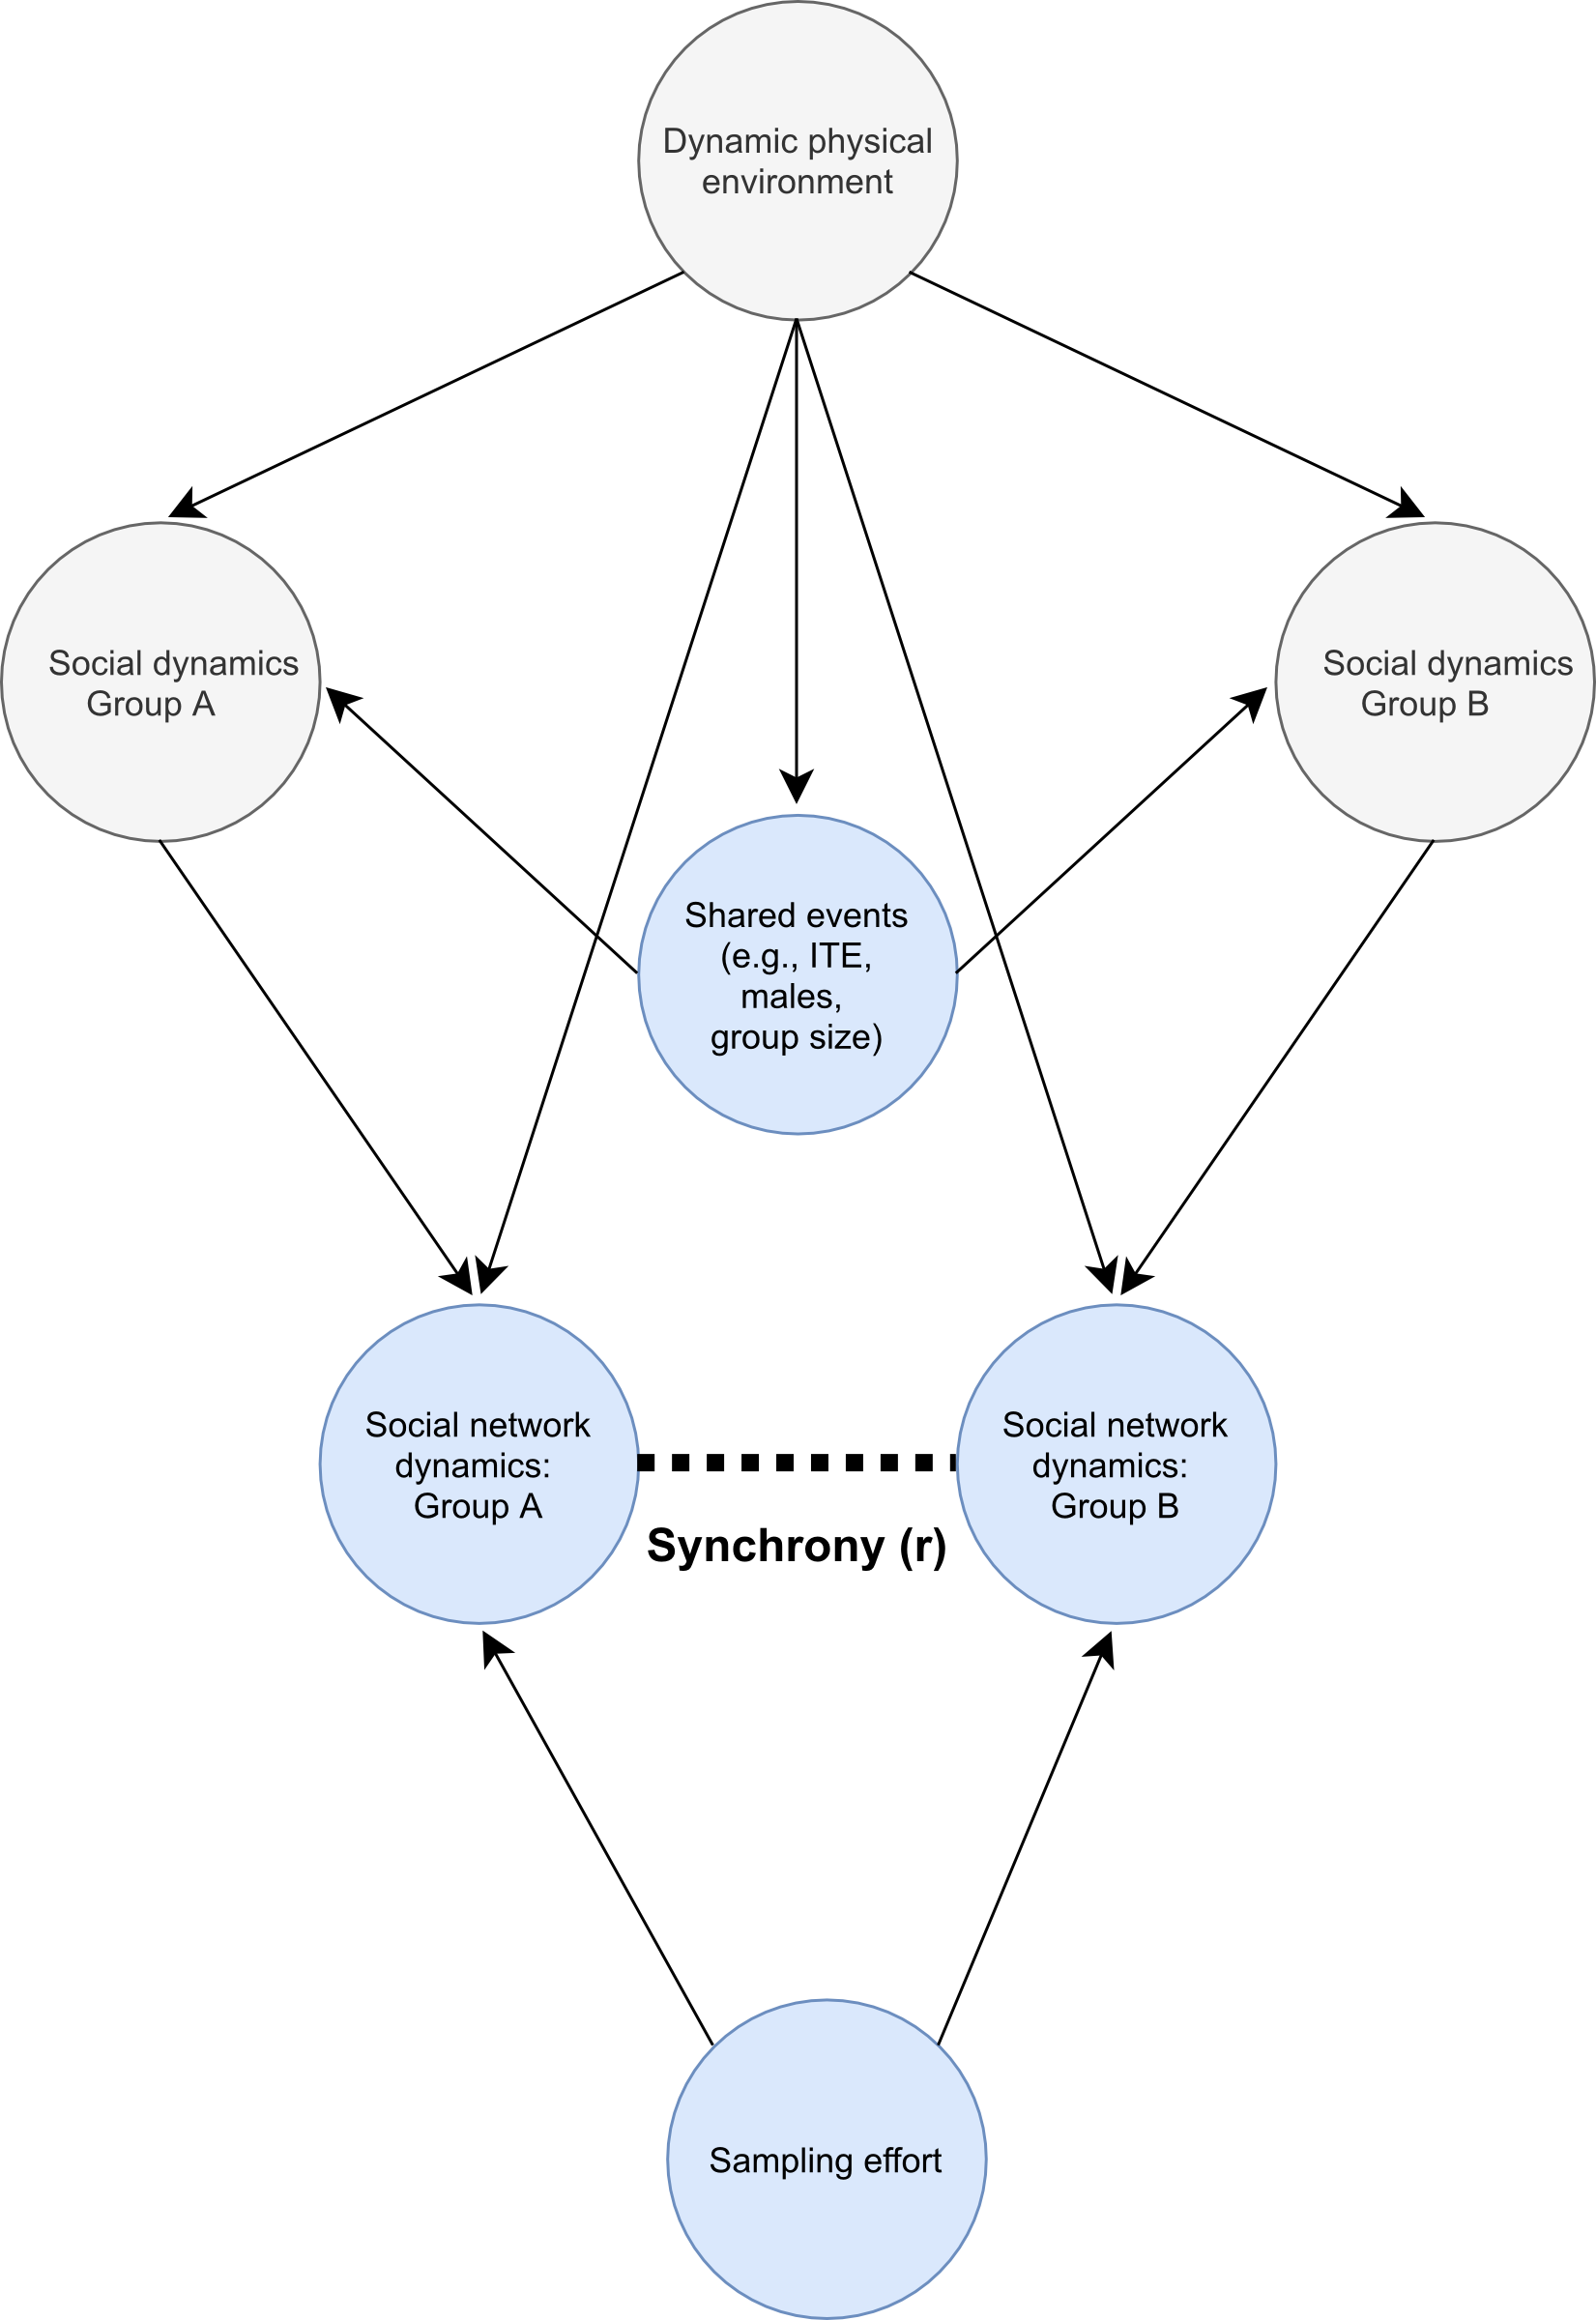 Dynamic physical
environment
Social dynamics
Group A
Social dynamics
Group B
Shared events
(e.g., ITE,
males,
group size)
Social network
dynamics:
Group A
Social network
dynamics:
Group B
Synchrony (r)
Sampling effort